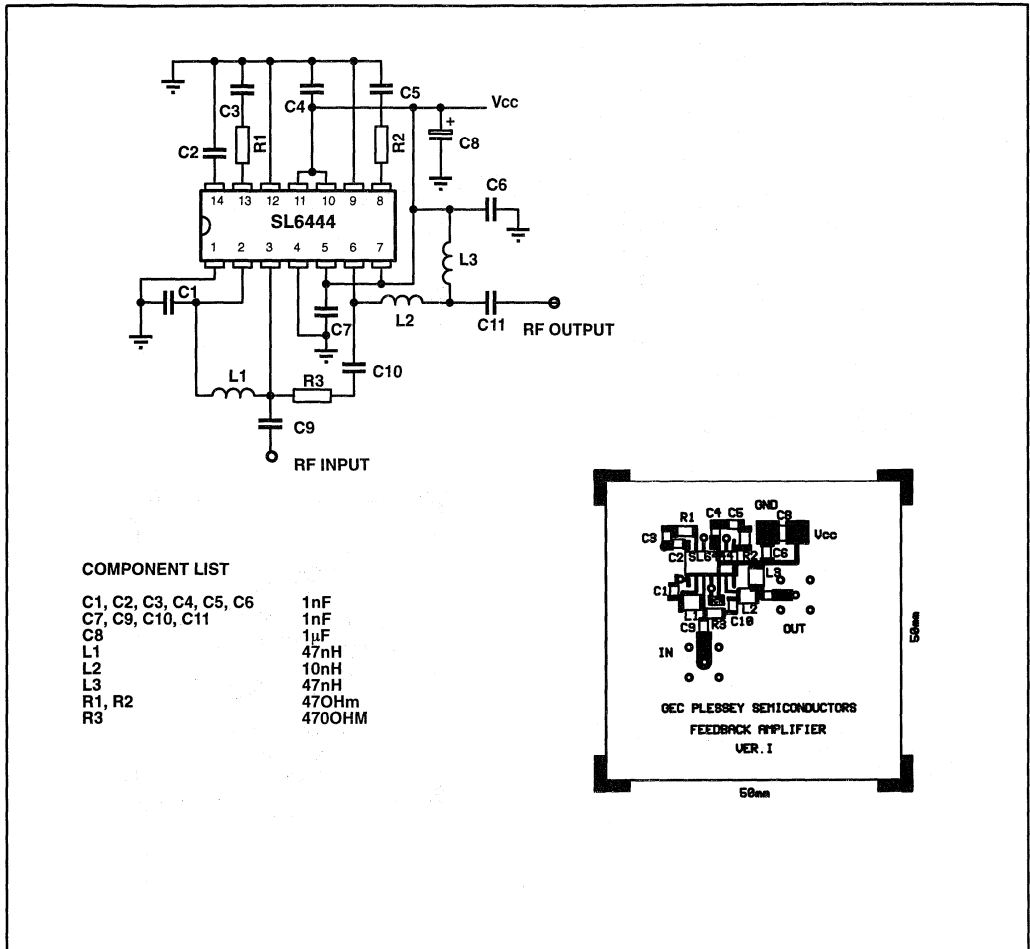 C3
C4
C5
Vcc
R1
R2
+
C8
C2
C6
14 13 12 11 10 9 8
SL6444
1 2 3 4 5 6 7
L3
C1
C7
L2
C11
RF OUTPUT
L1
R3
C10
C9
RF INPUT
COMPONENT LIST
C1, C2, C3, C4, C5, C6 1nF
C7, C9, C10, C11 1nF
C8 1µF
L1 47nH
L2 10nH
L3 47nH
R1, R2 47OHm
R3 470OHM
GND
C4 C5 C8
R1
Vcc
C3
C2 SL6444 R2 C6
L3
C1
L1 L2
C9 R3 C10
OUT
IN
50mm
GEC PLESSEY SEMICONDUCTORS
FEEDBACK AMPLIFIER
VER.I
50mm